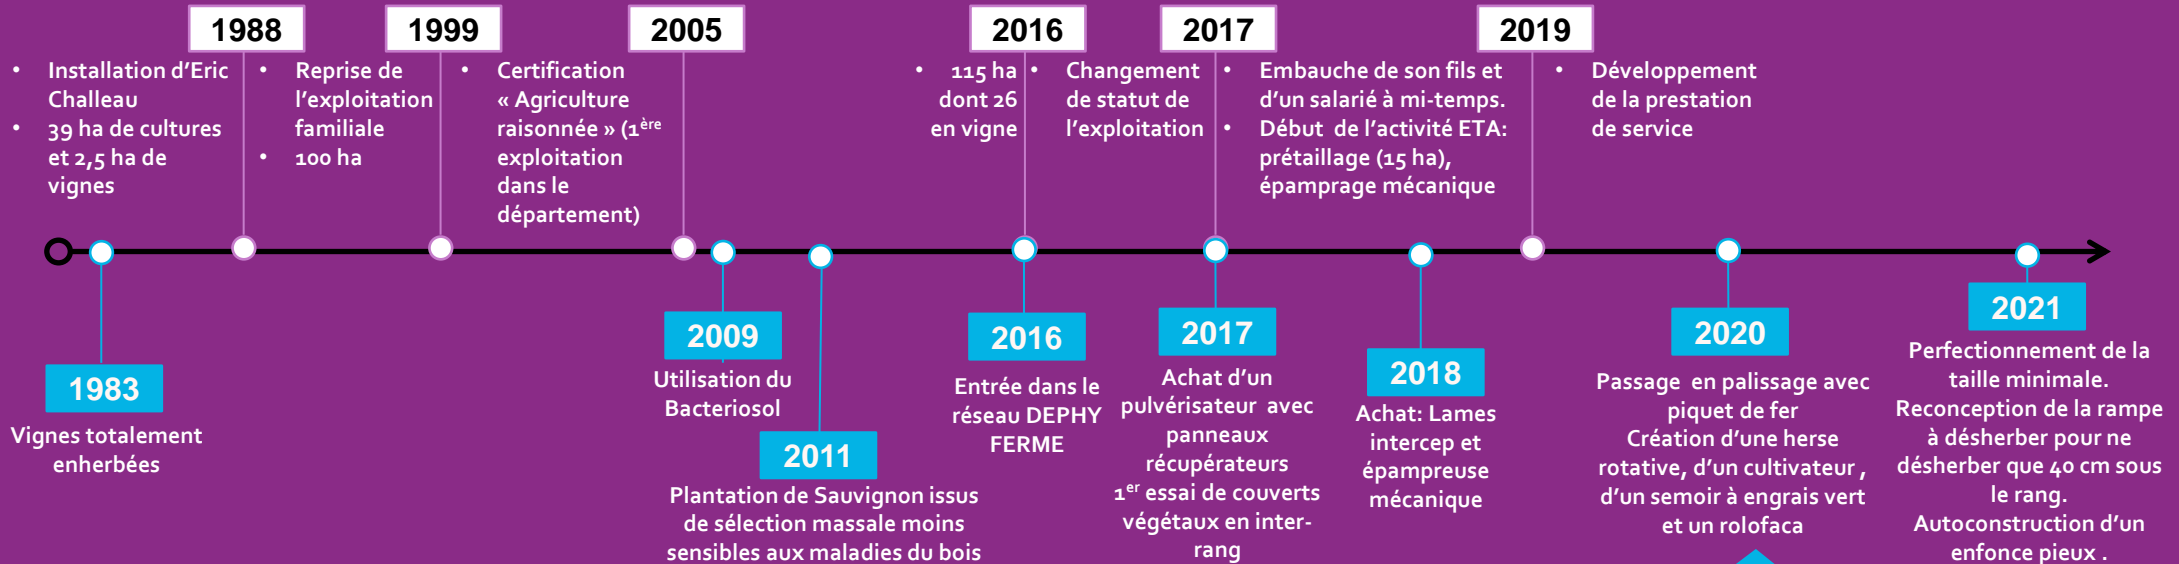 1988
• Installation d’Eric
Challeau
• 39 ha de cultures
et 2,5 ha de
vignes
1999
• Reprise de
l’exploitation
familiale
• 100 ha
2005
• Certification
« Agriculture
raisonnée » (1ère
exploitation
dans le
département)
2016
• 115 ha
dont 26
en vigne
• Changement
de statut de
l’exploitation
2017
• Embauche de son fils et
d’un salarié à mi-temps.
• Début de l’activité ETA:
prétaillage (15 ha),
épamprage mécanique
2019
• Développement
de la prestation
de service
1983
Vignes totalement
enherbées
2009
Utilisation du
Bacteriosol
2011
Plantation de Sauvignon issus
de sélection massale moins
sensibles aux maladies du bois
2016
Entrée dans le
réseau DEPHY
FERME
2017
Achat d’un
pulvérisateur avec
panneaux
récupérateurs
1er essai de couverts
végétaux en inter-
rang
2018
Achat: Lames
intercep et
épampreuse
mécanique
2020
Passage en palissage avec
piquet de fer
Création d’une herse
rotative, d’un cultivateur ,
d’un semoir à engrais vert
et un rolofaca
2021
Perfectionnement de la
taille minimale.
Reconception de la rampe
à désherber pour ne
désherber que 40 cm sous
le rang.
Autoconstruction d’un
enfonce pieux .